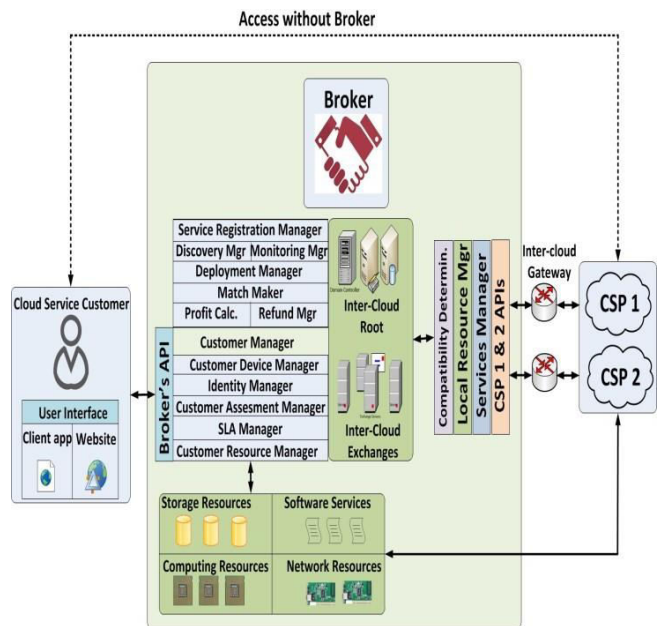 Access without Broker
Broker
Service Registration Manager
Discovery Mgr Monitoring Mgr
Deployment Manager
Match Maker
Profit Calc. Refund Mgr
Customer Manager
Customer Device Manager
Identity Manager
Customer Assesment Manager
SLA Manager
Customer Resource Manager
Broker's API
Domain Controller
Inter-Cloud
Root
Inter-Cloud
Exchanges
Compatibility Determin.
Local Resource Mgr
Services Manager
CSP 1 & 2 APIs
Inter-cloud
Gateway
CSP 1
CSP 2
Cloud Service Customer
User Interface
Client app
Website
Storage Resources
Software Services
Computing Resources
Network Resources